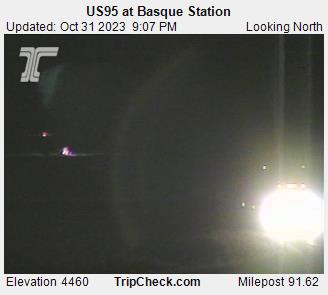 US95 at Basque Station
Updated: Oct 31 2023 9:07 PM Looking North
Elevation 4460 TripCheck.com Milepost 91.62